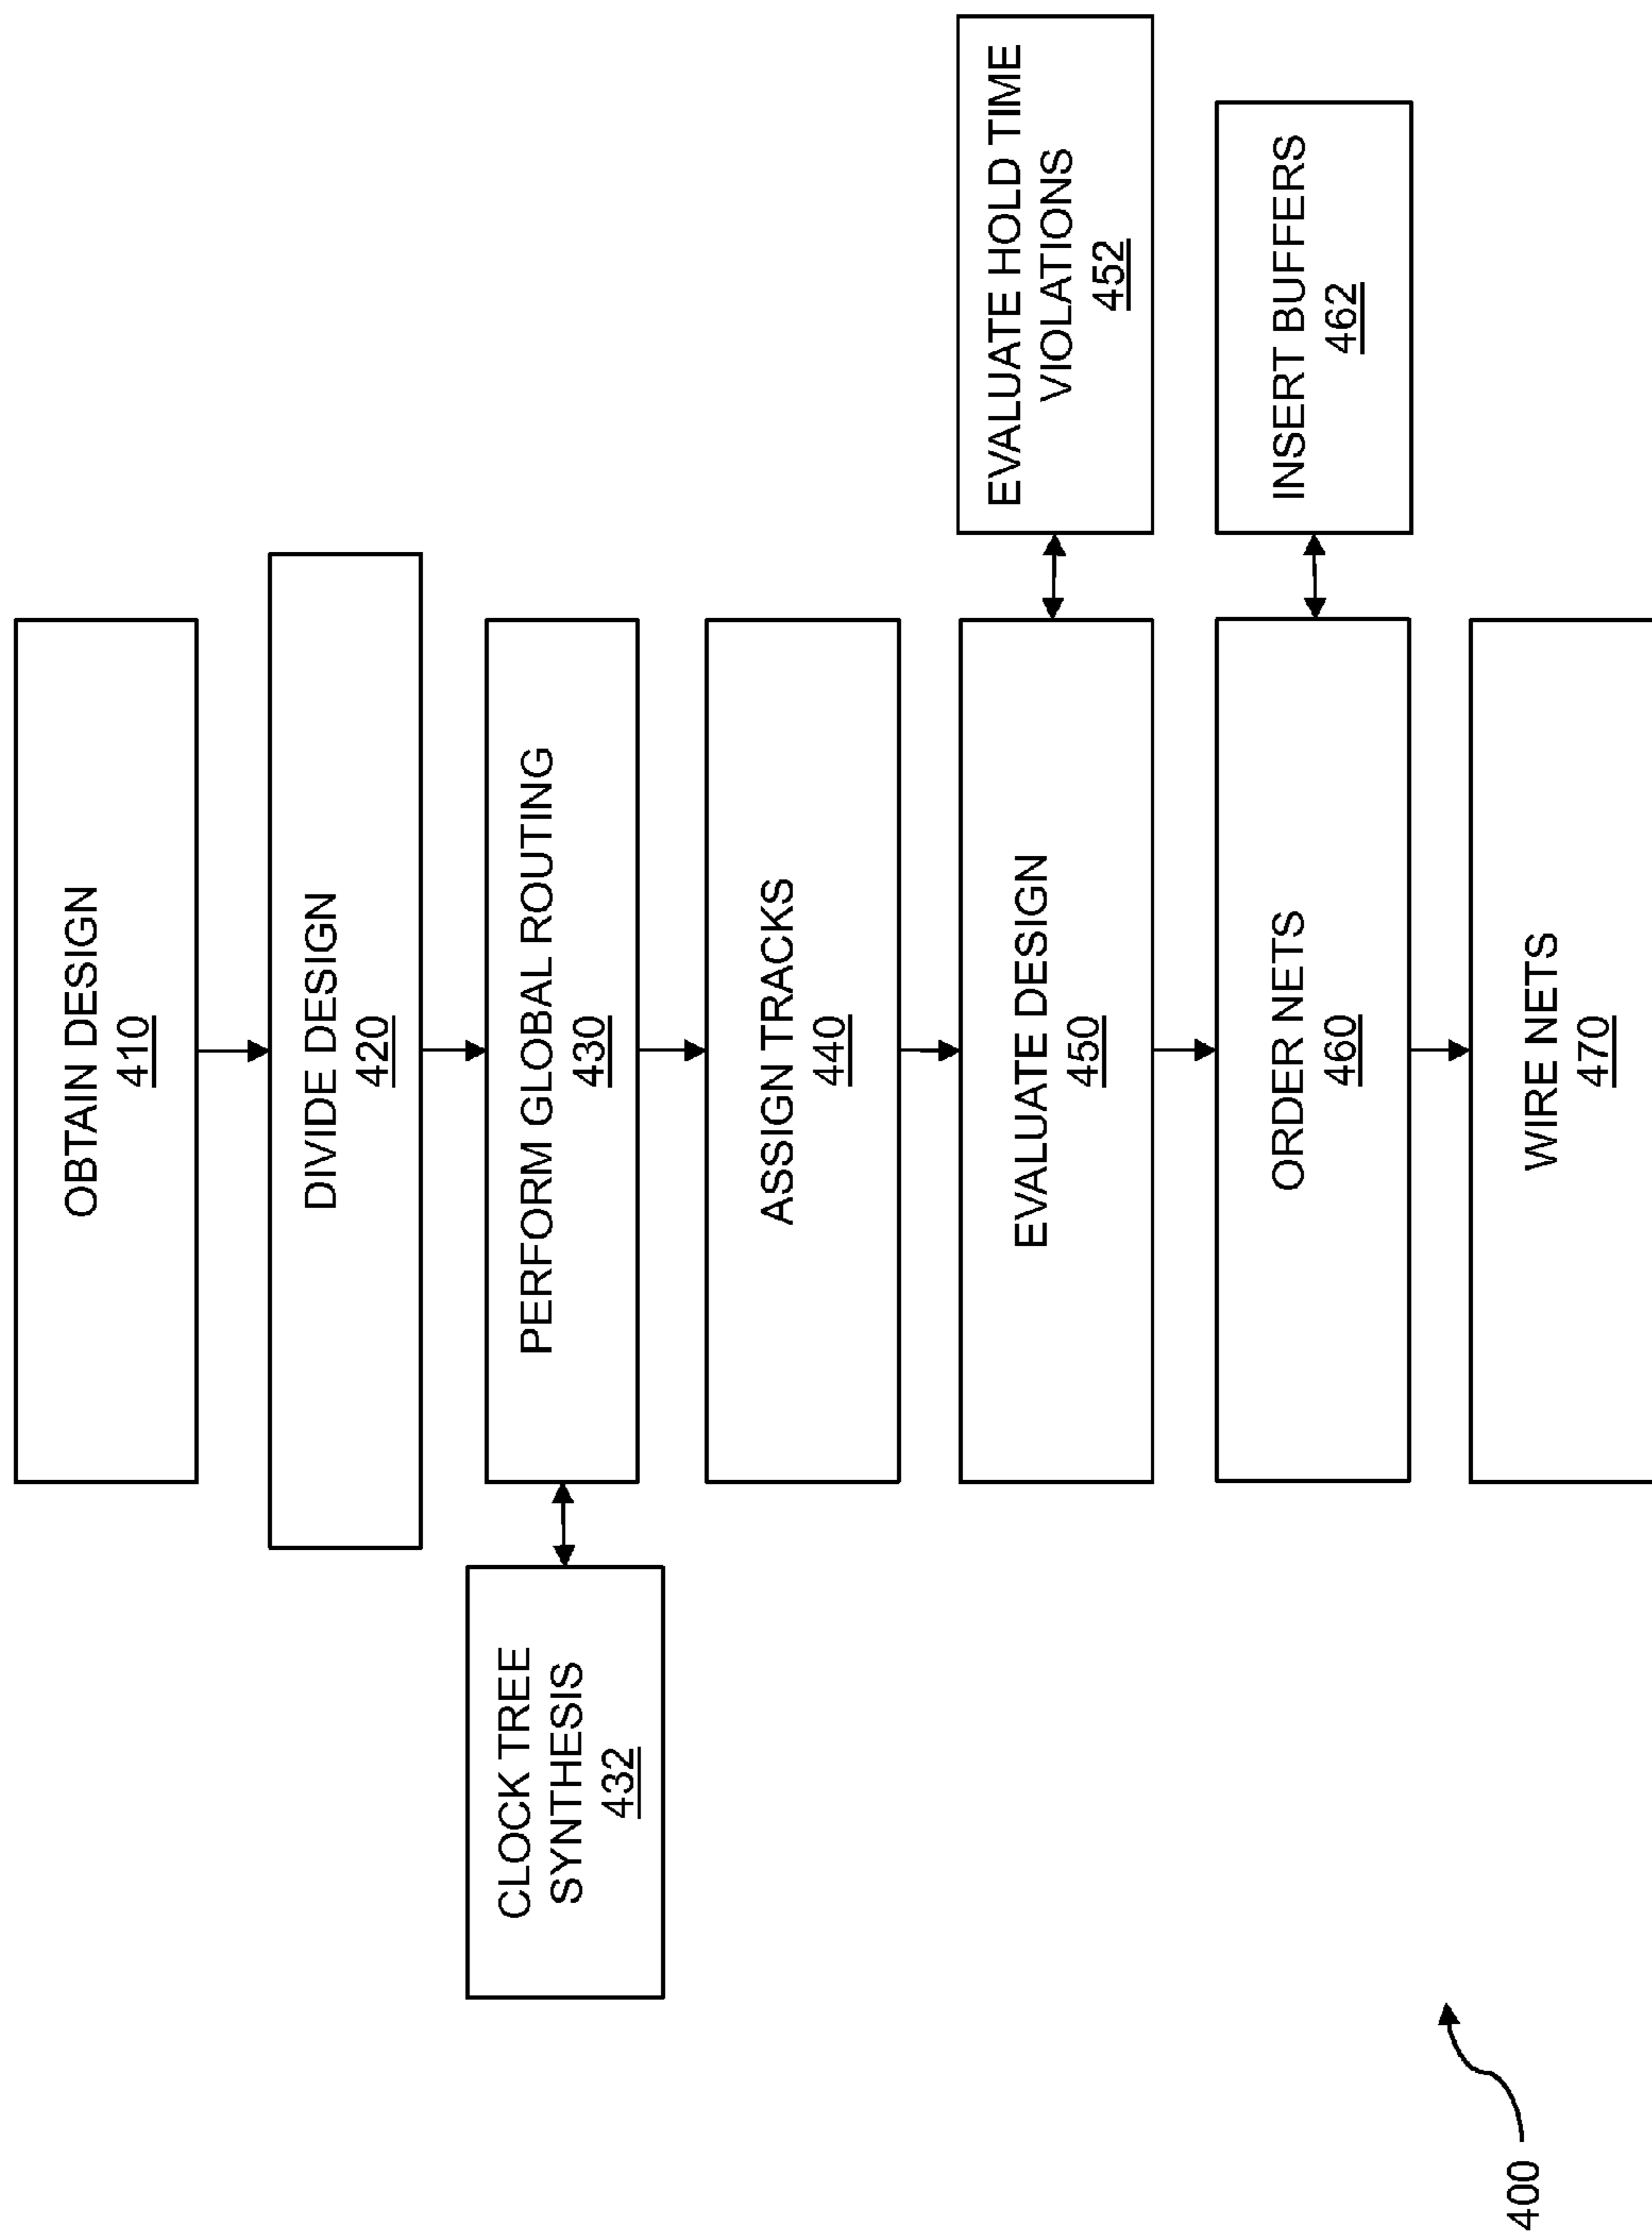 OBTAIN DESIGN
410
DIVIDE DESIGN
420
PERFORM GLOBAL ROUTING
430
CLOCK TREE
SYNTHESIS
432
ASSIGN TRACKS
440
EVALUATE DESIGN
450
EVALUATE HOLD TIME
VIOLATIONS
452
ORDER NETS
460
INSERT BUFFERS
462
WIRE NETS
470
400